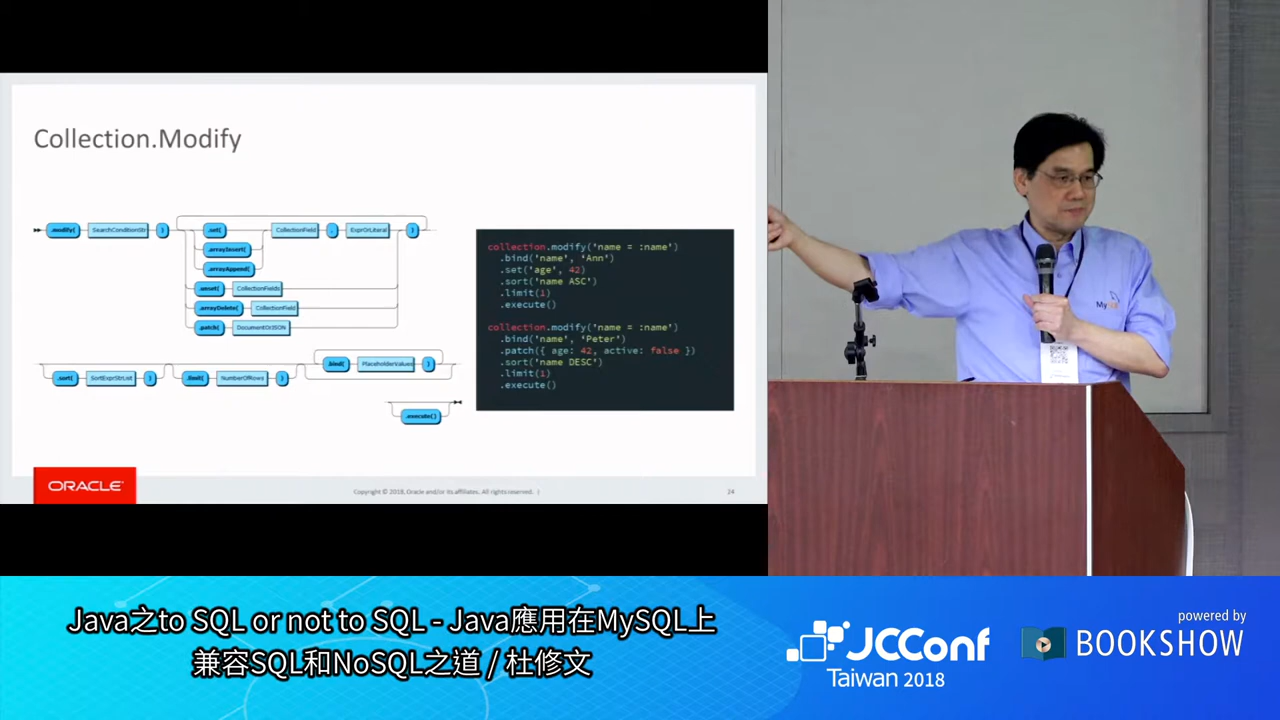 Collection.Modify
.modify( SearchConditionStr )
.set( CollectionField , ExprOrLiteral )
.arrayInsert(
.arrayAppend(
.unset( CollectionFields
.arrayDelete( CollectionField
.patch( DocumentOrJSON
.sort( SortExprStrList )
.limit( NumberOfRows )
.bind( PlaceholderValues )
.execute()
collection.modify('name = :name')
.bind('name', ‘Ann’)
.set('age', 42)
.sort('name ASC')
.limit(1)
.execute()
collection.modify('name = :name')
.bind('name', ‘Peter’)
.patch({ age: 42, active: false })
.sort('name DESC')
.limit(1)
.execute()
ORACLE
Copyright © 2018, Oracle and/or its affiliates. All rights reserved. |
24
Java之to SQL or not to SQL - Java應用在MySQL上
兼容SQL和NoSQL之道 / 杜修文
JCConf
Taiwan 2018
powered by
BOOKSHOW